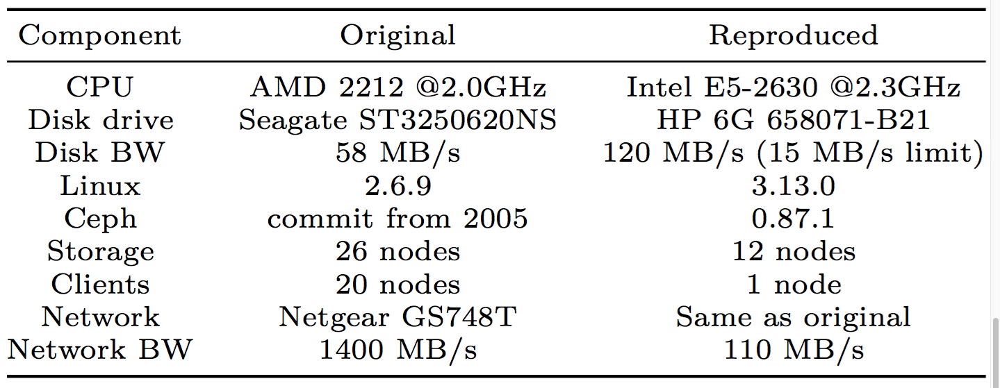 Component Original Reproduced
CPU AMD 2212 @2.0GHz Intel E5-2630 @2.3GHz
Disk drive Seagate ST3250620NS HP 6G 658071-B21
Disk BW 58 MB/s 120 MB/s (15 MB/s limit)
Linux 2.6.9 3.13.0
Ceph commit from 2005 0.87.1
Storage 26 nodes 12 nodes
Clients 20 nodes 1 node
Network Netgear GS748T Same as original
Network BW 1400 MB/s 110 MB/s